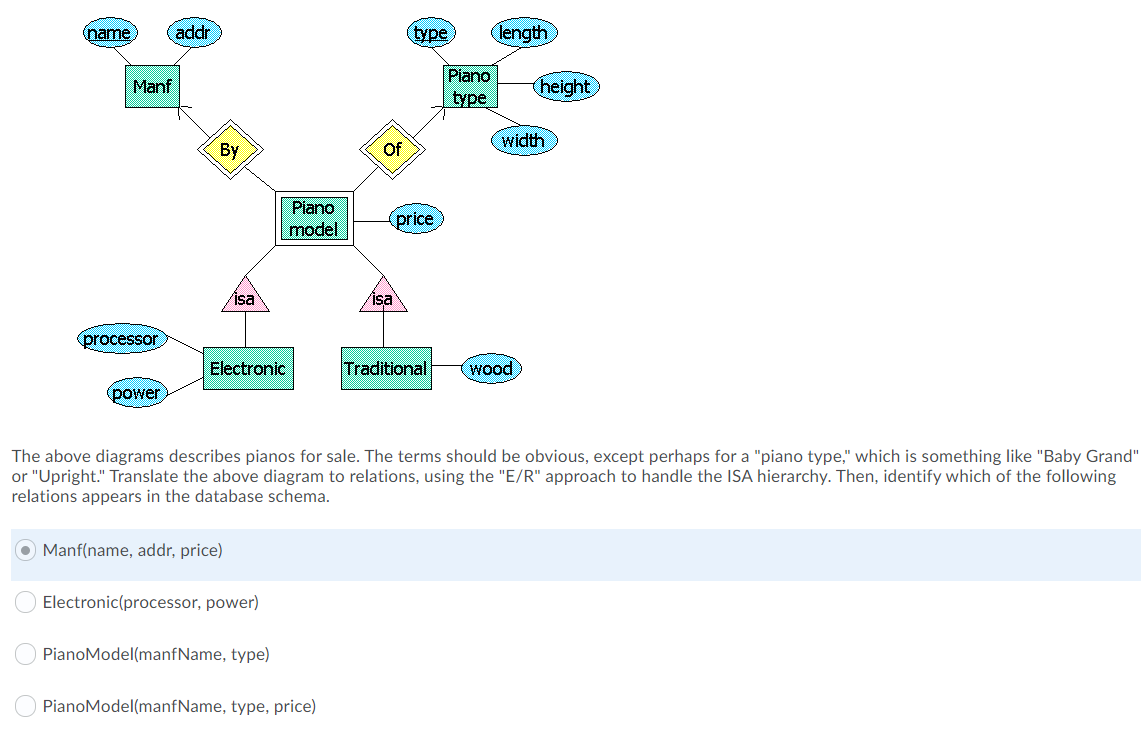 name addr type length
Manf
Piano
type
height
width
By
Of
Piano
model
price
isa
isa
processor
power
Electronic
Traditional
wood
The above diagrams describes pianos for sale. The terms should be obvious, except perhaps for a "piano type," which is something like "Baby Grand"
or "Upright." Translate the above diagram to relations, using the "E/R" approach to handle the ISA hierarchy. Then, identify which of the following
relations appears in the database schema.
Manf(name, addr, price)
Electronic(processor, power)
PianoModel(manfName, type)
PianoModel(manfName, type, price)